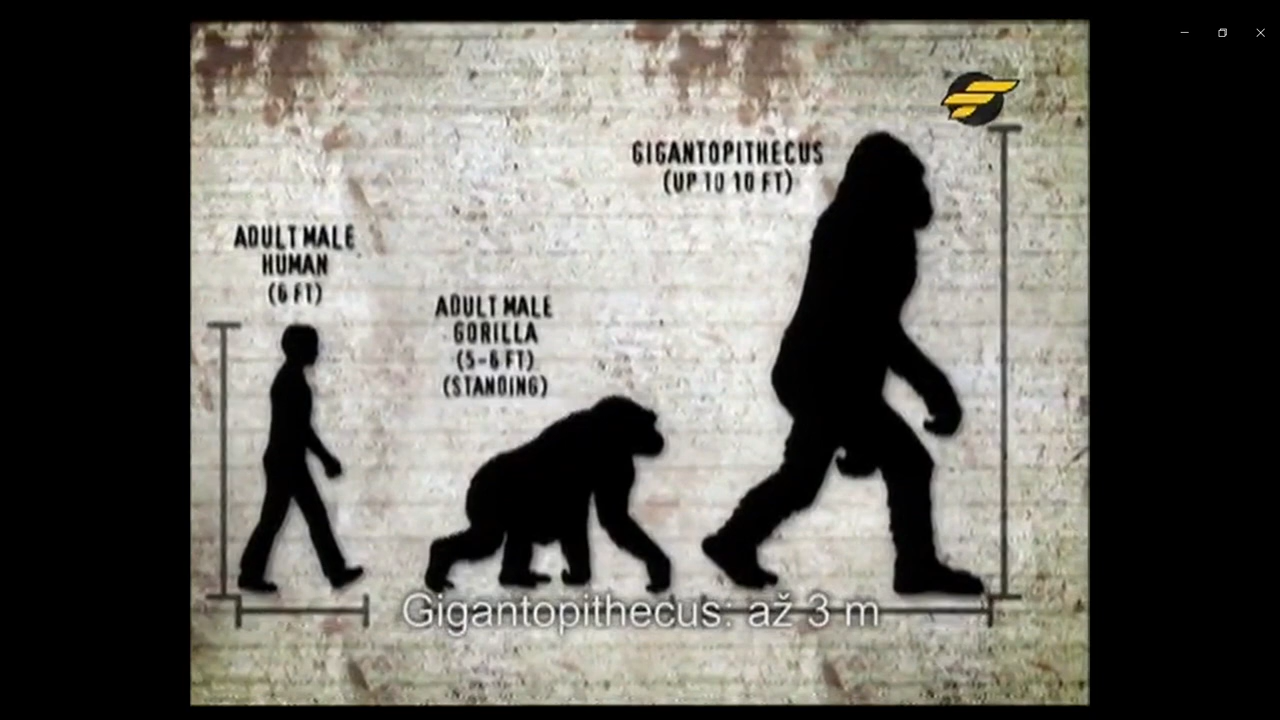 GIGANTOPITHECUS
(UP TO 10 FT)
ADULT MALE
HUMAN
(6 FT)
ADULT MALE
GORILLA
(5-6 FT)
(STANDING)
Gigantopithecus: až 3 m